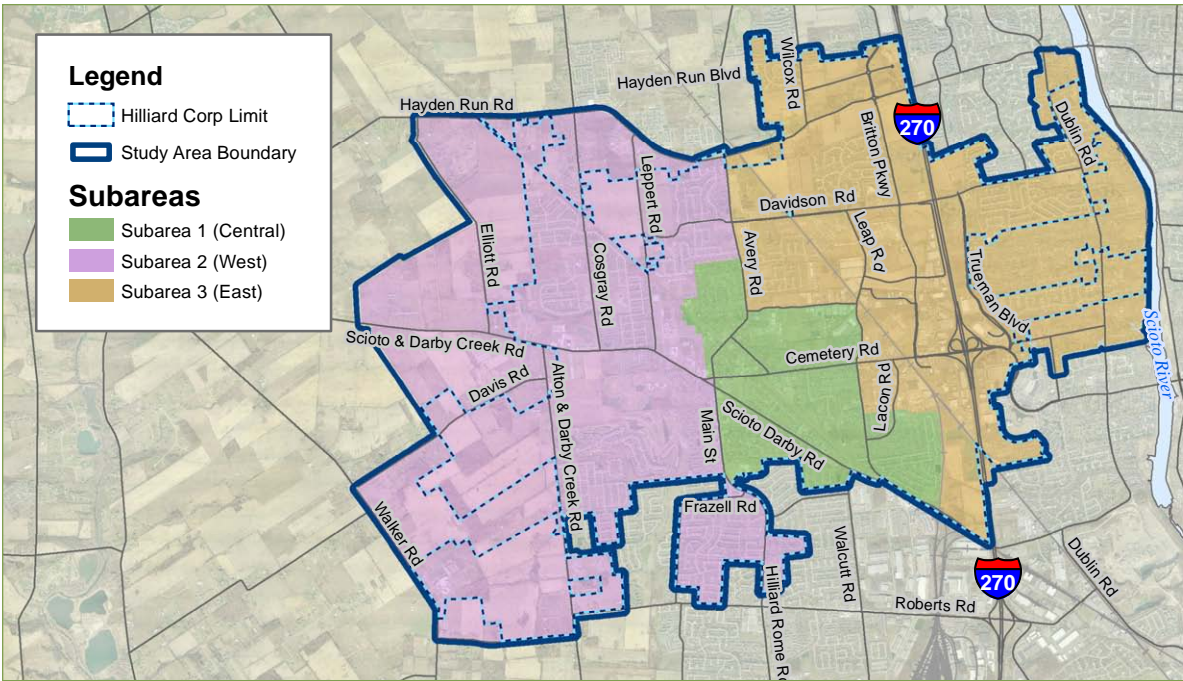 Legend
Hilliard Corp Limit
Study Area Boundary
Subareas
Subarea 1 (Central)
Subarea 2 (West)
Subarea 3 (East)
Hayden Run Blvd
Wilcox Rd
Hayden Run Rd
270
Britton Pkwy
Dublin Rd
Leppert Rd
Davidson Rd
Elliott Rd
Cosgray Rd
Avery Rd
Leap Rd
Trueman Blvd
Scioto River
Scioto & Darby Creek Rd
Cemetery Rd
Davis Rd
Alton & Darby Creek Rd
Lacon Rd
Main St
Scioto Darby Rd
Walker Rd
Frazell Rd
Hilliard Rome Rd
Walcutt Rd
Dublin Rd
270
Roberts Rd